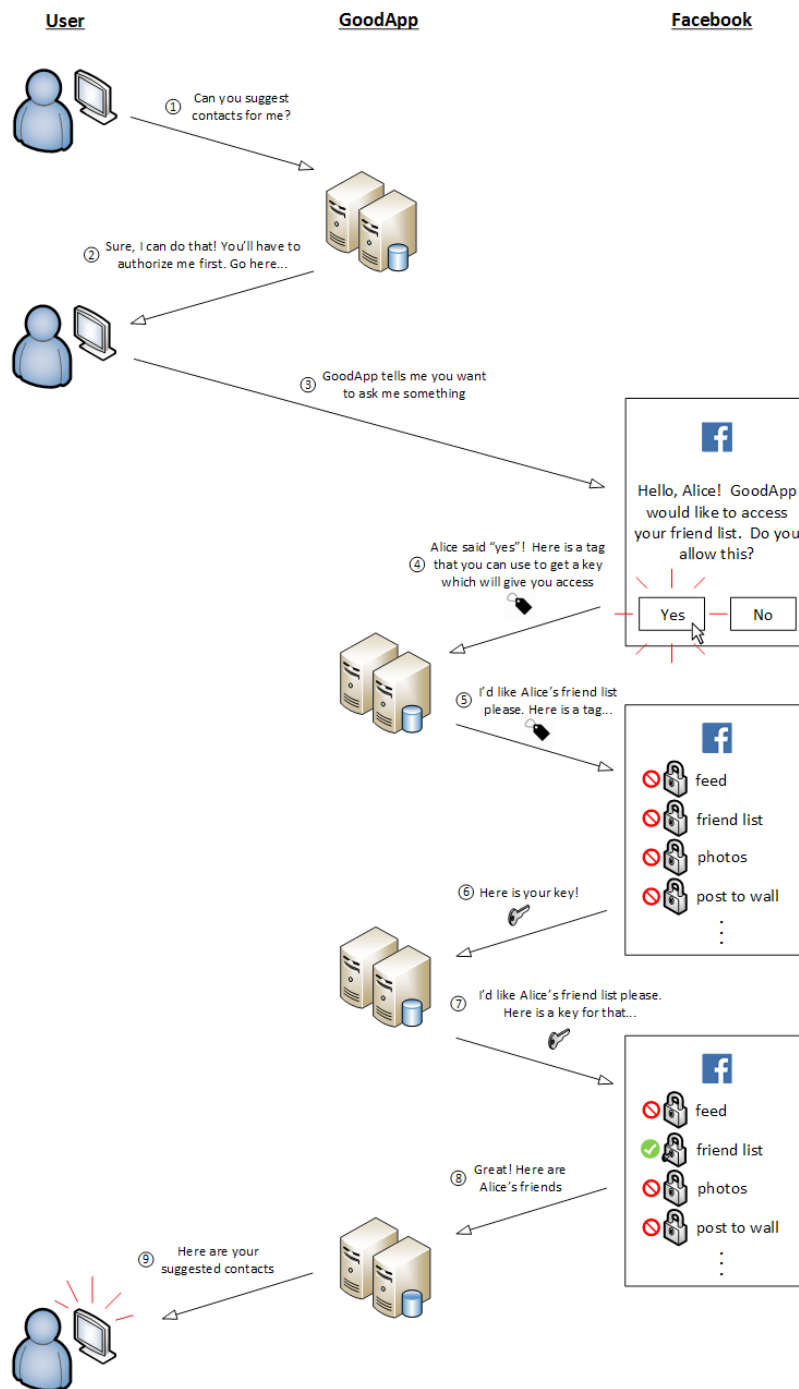 User
GoodApp
Facebook
① Can you suggest
contacts for me?
② Sure, I can do that! You'll have to
authorize me first. Go here...
③ GoodApp tells me you want
to ask me something
Hello, Alice! GoodApp
would like to access
your friend list. Do you
allow this?
Yes
No
④ Alice said "yes"! Here is a tag
that you can use to get a key
which will give you access
⑤ I'd like Alice's friend list
please. Here is a tag...
feed
friend list
photos
post to wall
⑥ Here is your key!
⑦ I'd like Alice's friend list please.
Here is a key for that...
feed
friend list
photos
post to wall
⑧ Great! Here are
Alice's friends
⑨ Here are your
suggested contacts